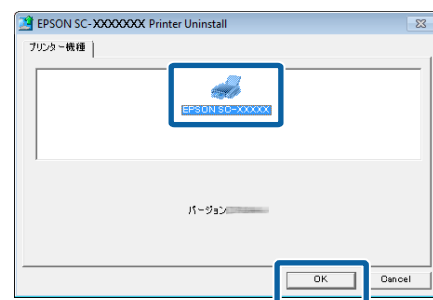 EPSON SC-XXXXXXX Printer Uninstall
プリンター機種
EPSON SC-XXXXX
バージョン
OK
Cancel